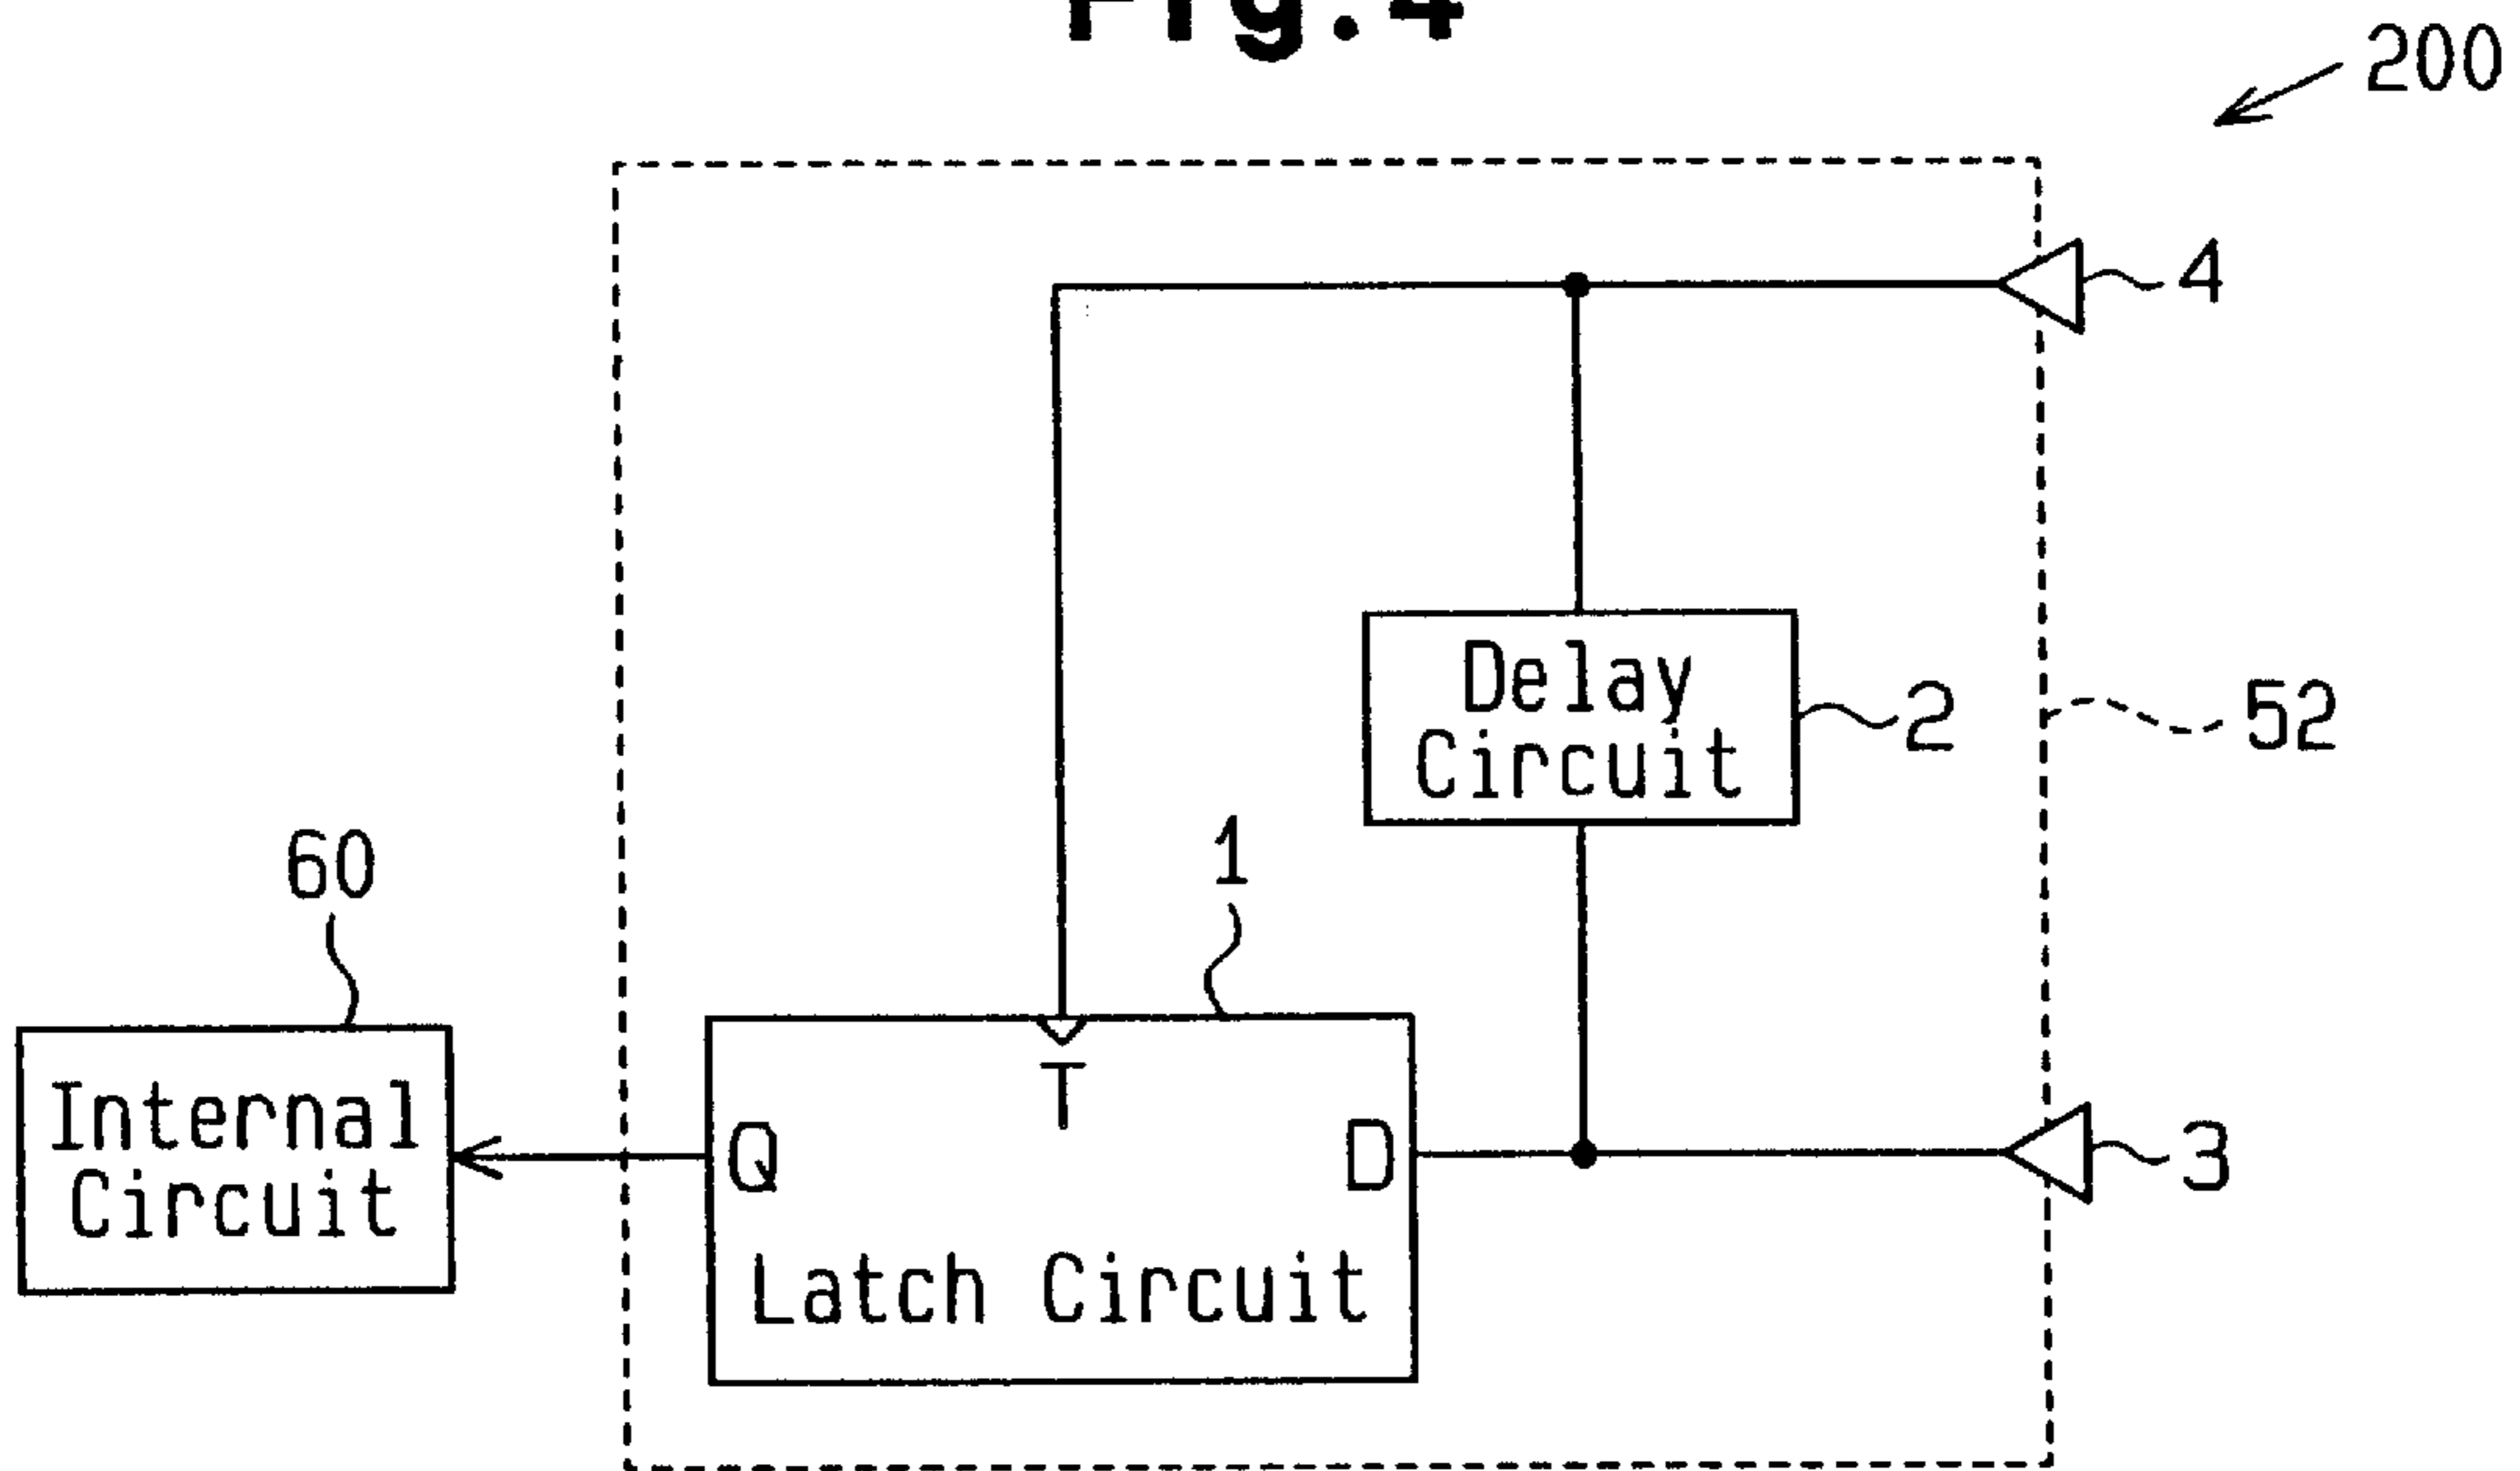 Fig.4
200
4
Delay
Circuit
2
52
60
1
Internal
Circuit
T
Q
D
3
Latch Circuit